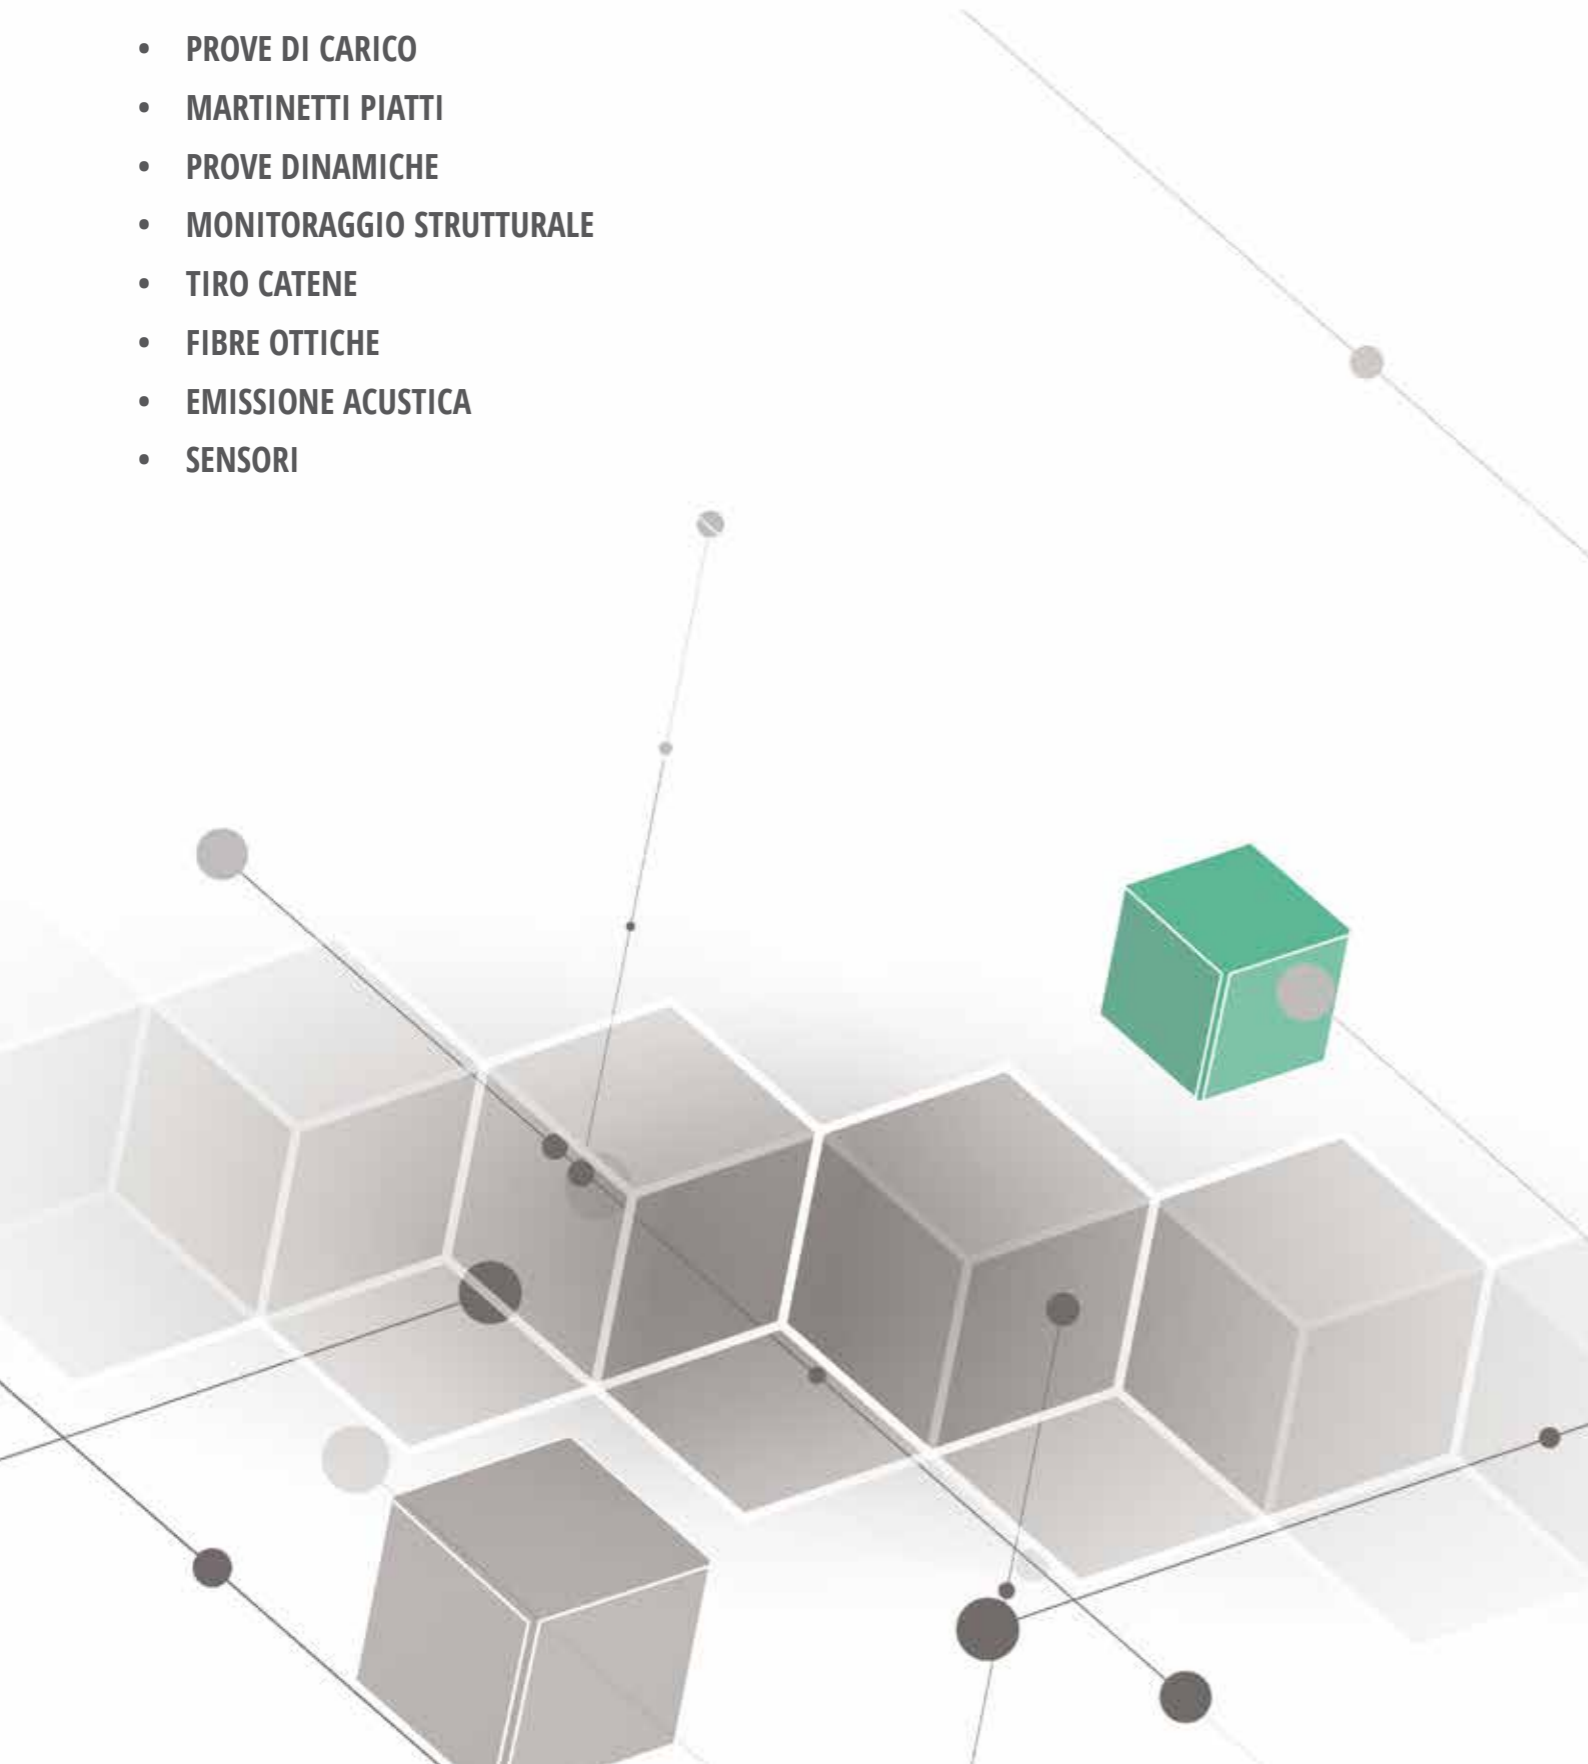 • PROVE DI CARICO
• MARTINETTI PIATTI
• PROVE DINAMICHE
• MONITORAGGIO STRUTTURALE
• TIRO CATENE
• FIBRE OTTICHE
• EMISSIONE ACUSTICA
• SENSORI